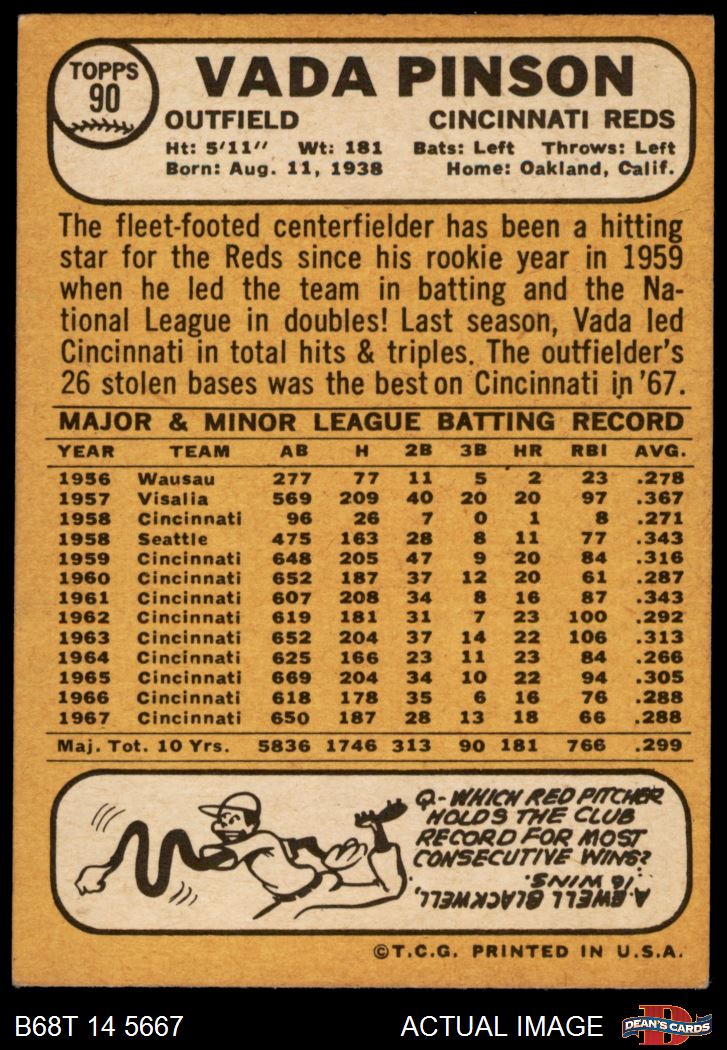 TOPPS
90
VADA PINSON
OUTFIELD CINCINNATI REDS
Ht: 5'11" Wt: 181 Bats: Left Throws: Left
Born: Aug. 11, 1938 Home: Oakland, Calif.
The fleet-footed centerfielder has been a hitting
star for the Reds since his rookie year in 1959
when he led the team in batting and the Na-
tional League in doubles! Last season, Vada led
Cincinnati in total hits & triples. The outfielder's
26 stolen bases was the best on Cincinnati in '67.
MAJOR & MINOR LEAGUE BATTING RECORD
YEAR TEAM AB H 2B 3B HR RBI AVG.
1956 Wausau 277 77 11 5 2 23 .278
1957 Visalia 569 209 40 20 20 97 .367
1958 Cincinnati 96 26 7 0 1 8 .271
1958 Seattle 475 163 28 8 11 77 .343
1959 Cincinnati 648 205 47 9 20 84 .316
1960 Cincinnati 652 187 37 12 20 61 .287
1961 Cincinnati 607 208 34 8 16 87 .343
1962 Cincinnati 619 181 31 7 23 100 .292
1963 Cincinnati 652 204 37 14 22 106 .313
1964 Cincinnati 625 166 23 11 23 84 .266
1965 Cincinnati 669 204 34 10 22 94 .305
1966 Cincinnati 618 178 35 6 16 76 .288
1967 Cincinnati 650 187 28 13 18 66 .288
Maj. Tot. 10 Yrs. 5836 1746 313 90 181 766 .299
Q- WHICH RED PITCHER
HOLDS THE CLUB
RECORD FOR MOST
CONSECUTIVE WINS?
A. EWELL BLACKWELL,
16 WINS.
©T.C.G. PRINTED IN U.S.A.
B68T 14 5667 ACTUAL IMAGE
D
DEAN'S CARDS